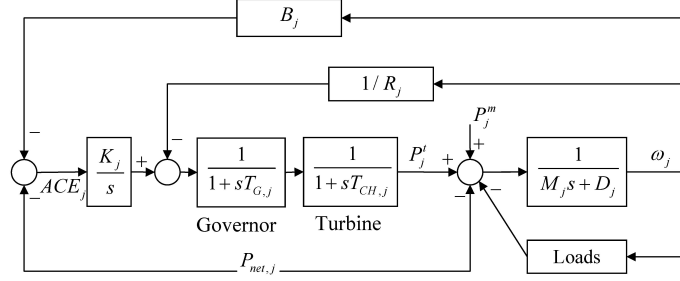 B_j
1/R_j
P_j^m
−
−
+
ACE_j
K_j/s
+
1/(1+sT_{G,j})
1/(1+sT_{CH,j})
P_j^t
+
1/(M_j s+D_j)
ω_j
−
−
−
Governor
Turbine
P_{net,j}
Loads